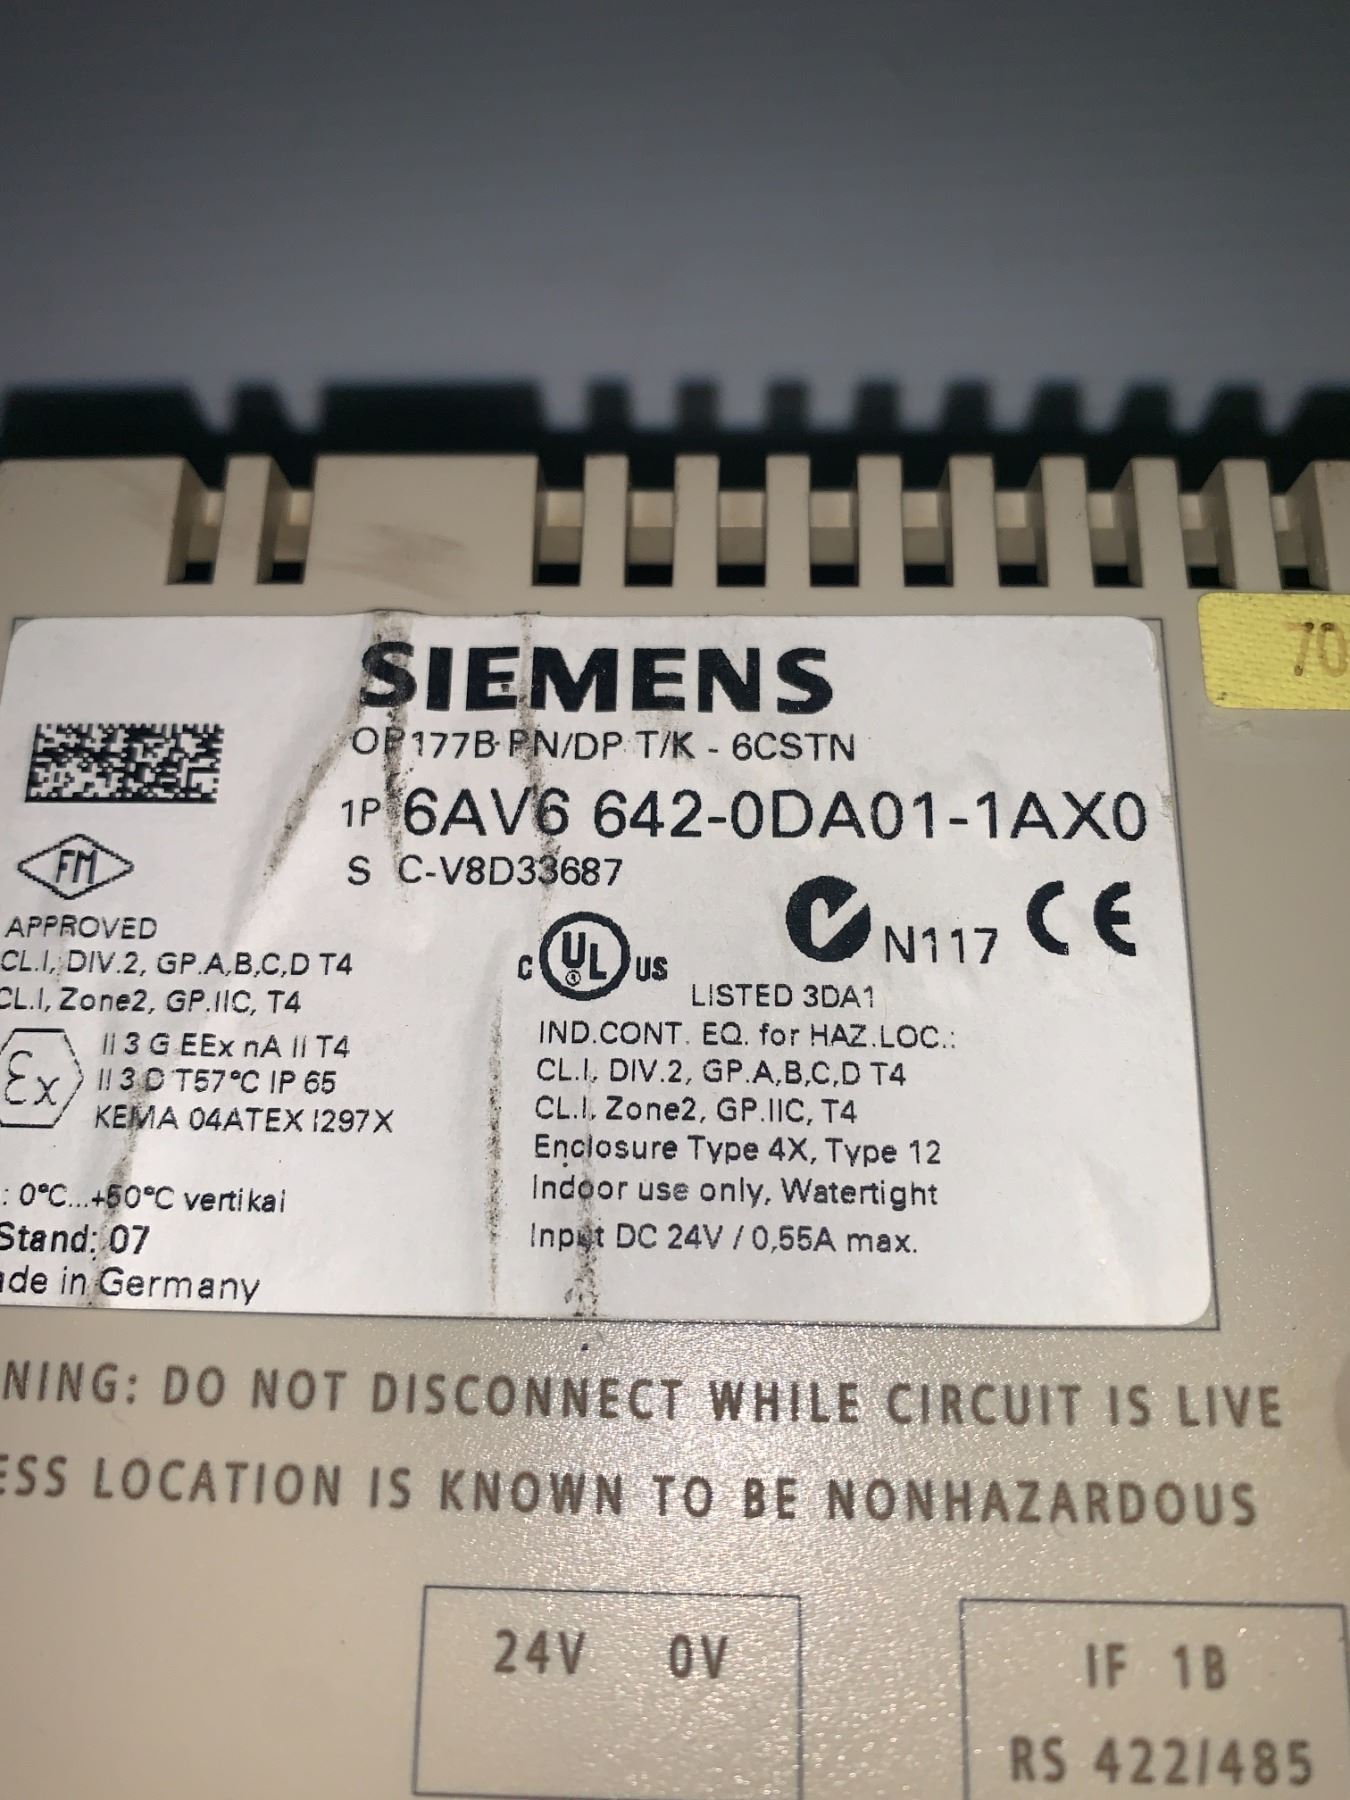 70
SIEMENS
OP177B PN/DP T/K - 6CSTN
1P 6AV6 642-0DA01-1AX0
S C-V8D33687
FM
APPROVED
CL.I, DIV.2, GP.A,B,C,D T4
CL.I, Zone2, GP.IIC, T4
Ex
II 3 G EEx nA II T4
II 3 D T57°C IP 65
KEMA 04ATEX 1297X
: 0°C...+50°C vertikal
Stand: 07
ade in Germany
C UL US
N117 CE
LISTED 3DA1
IND.CONT. EQ. for HAZ.LOC.:
CL.I, DIV.2, GP.A,B,C,D T4
CL.I, Zone2, GP.IIC, T4
Enclosure Type 4X, Type 12
Indoor use only, Watertight
Input DC 24V / 0,55A max.
NING: DO NOT DISCONNECT WHILE CIRCUIT IS LIVE
ESS LOCATION IS KNOWN TO BE NONHAZARDOUS
24V 0V
IF 1B
RS 422/485